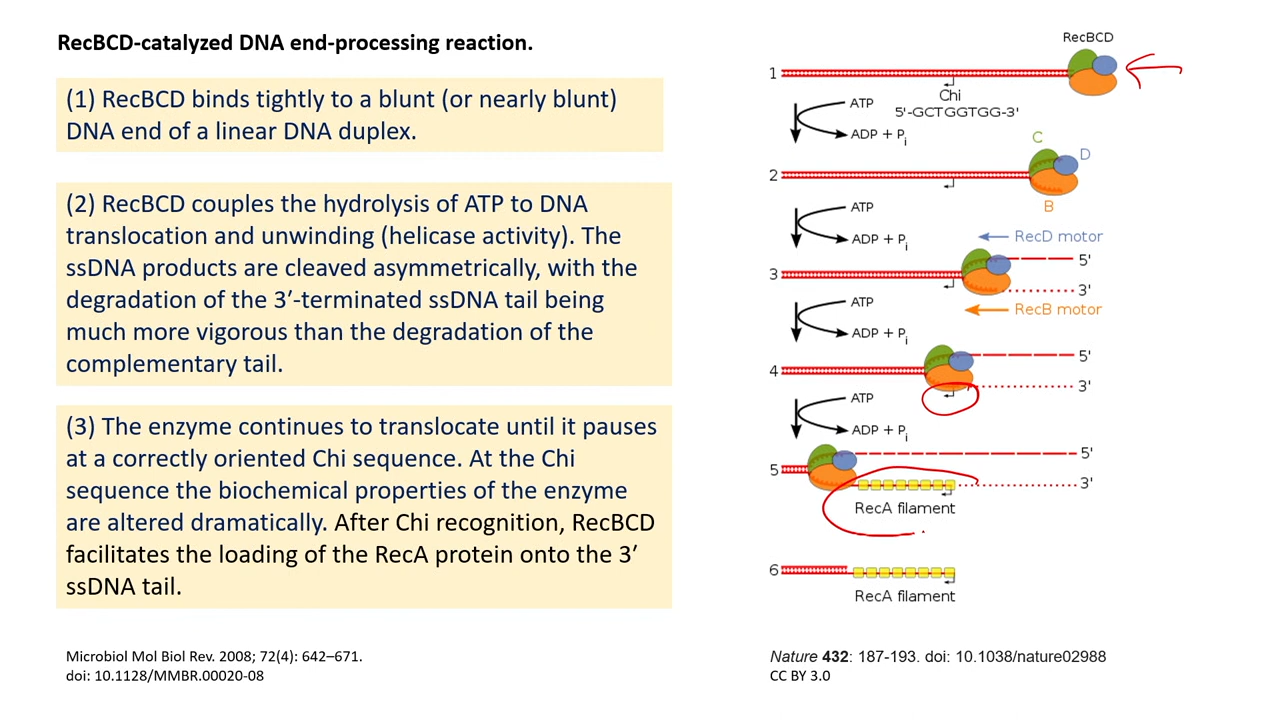 RecBCD-catalyzed DNA end-processing reaction.
(1) RecBCD binds tightly to a blunt (or nearly blunt)
DNA end of a linear DNA duplex.
(2) RecBCD couples the hydrolysis of ATP to DNA
translocation and unwinding (helicase activity). The
ssDNA products are cleaved asymmetrically, with the
degradation of the 3′-terminated ssDNA tail being
much more vigorous than the degradation of the
complementary tail.
(3) The enzyme continues to translocate until it pauses
at a correctly oriented Chi sequence. At the Chi
sequence the biochemical properties of the enzyme
are altered dramatically. After Chi recognition, RecBCD
facilitates the loading of the RecA protein onto the 3′
ssDNA tail.
Microbiol Mol Biol Rev. 2008; 72(4): 642–671.
doi: 10.1128/MMBR.00020-08
RecBCD
1
Chi
5'-GCTGGTGG-3'
ATP
ADP + Pi
C
D
2
B
ATP
ADP + Pi
RecD motor
5'
3
3'
RecB motor
ATP
ADP + Pi
5'
4
3'
ATP
ADP + Pi
5'
5
3'
RecA filament
6
RecA filament
Nature 432: 187-193. doi: 10.1038/nature02988
CC BY 3.0